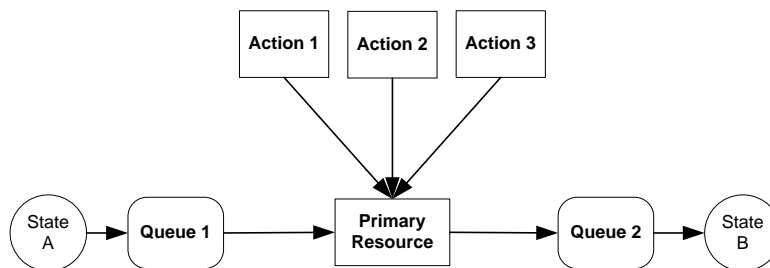 Action 1
Action 2
Action 3
State
A
Queue 1
Primary
Resource
Queue 2
State
B